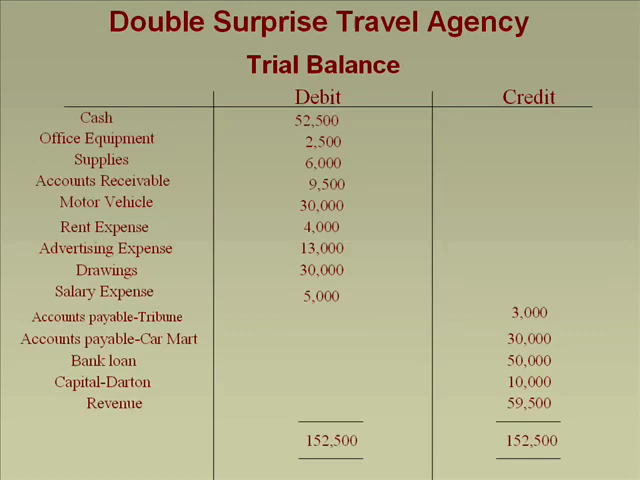 Double Surprise Travel Agency
Trial Balance
Debit Credit
Cash 52,500
Office Equipment 2,500
Supplies 6,000
Accounts Receivable 9,500
Motor Vehicle 30,000
Rent Expense 4,000
Advertising Expense 13,000
Drawings 30,000
Salary Expense 5,000
Accounts payable-Tribune 3,000
Accounts payable-Car Mart 30,000
Bank loan 50,000
Capital-Darton 10,000
Revenue 59,500
152,500 152,500